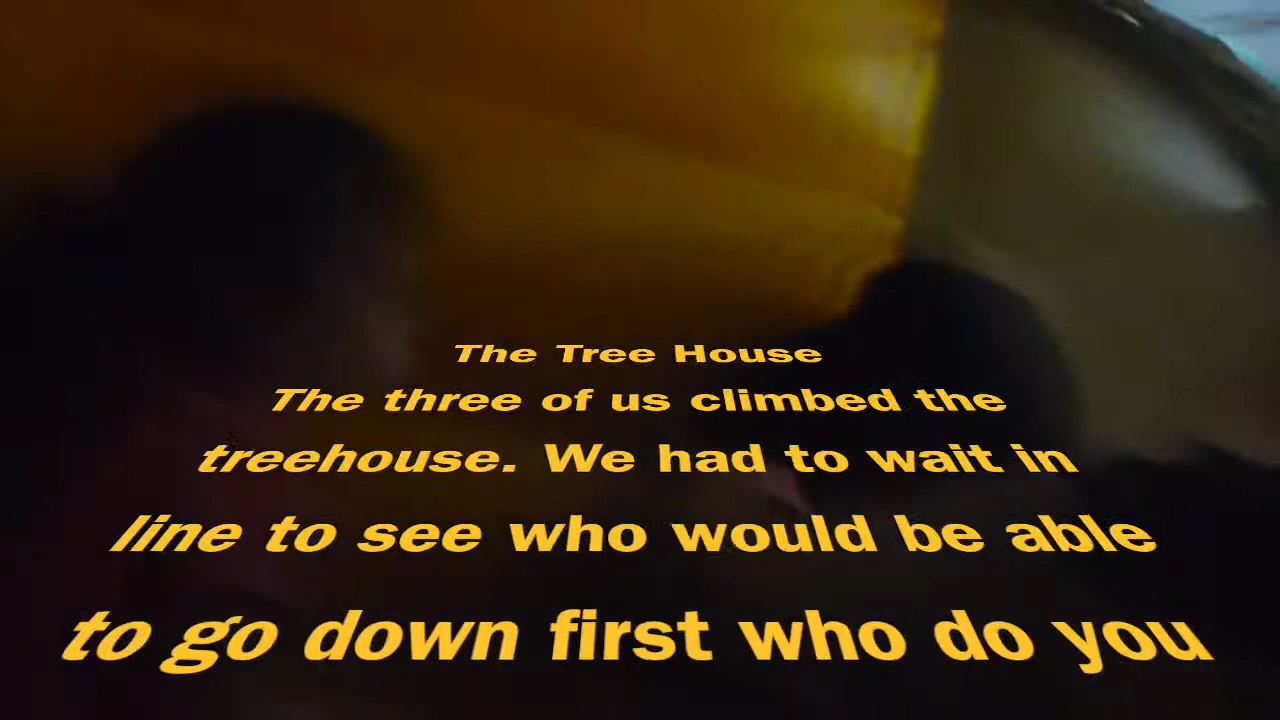 The Tree House
The three of us climbed the
treehouse. We had to wait in
line to see who would be able
to go down first who do you